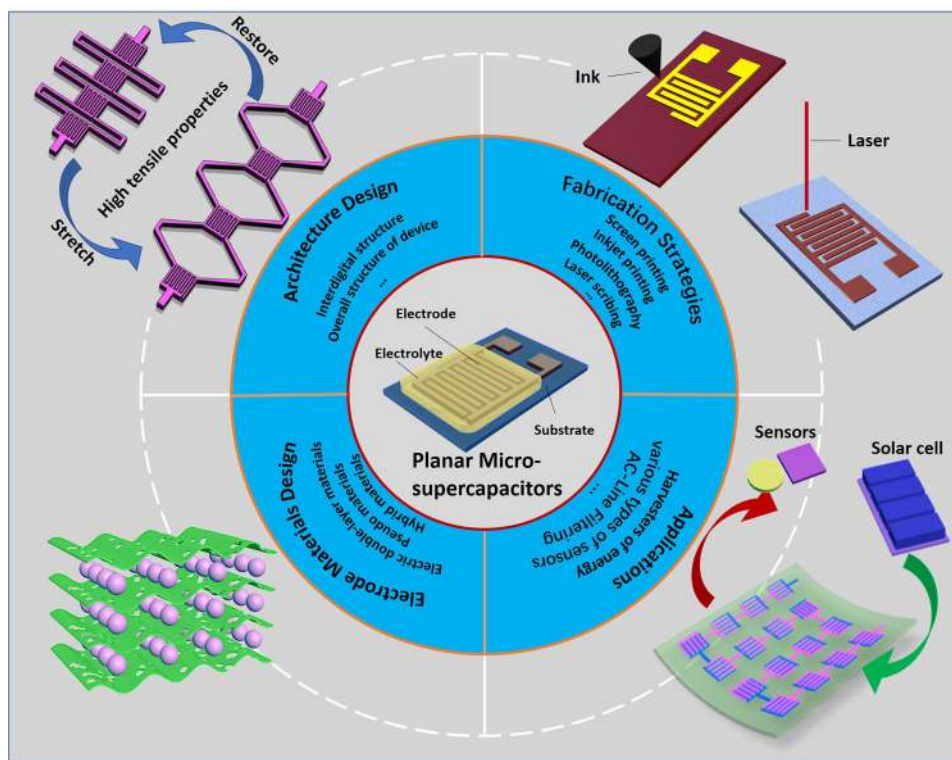 Restore
High tensile properties
Stretch
Ink
Laser
Architecture Design
Interdigital structure
Overall structure of device
...
Fabrication Strategies
Screen printing
Inkjet printing
Photolithography
Laser scribing
...
Electrode
Electrolyte
Substrate
Planar Micro-
supercapacitors
Electrode Materials Design
Electric double-layer materials
Pseudo materials
Hybrid materials
Applications
Harvesters of energy
various types of sensors
AC-Line Filtering
...
Sensors
Solar cell